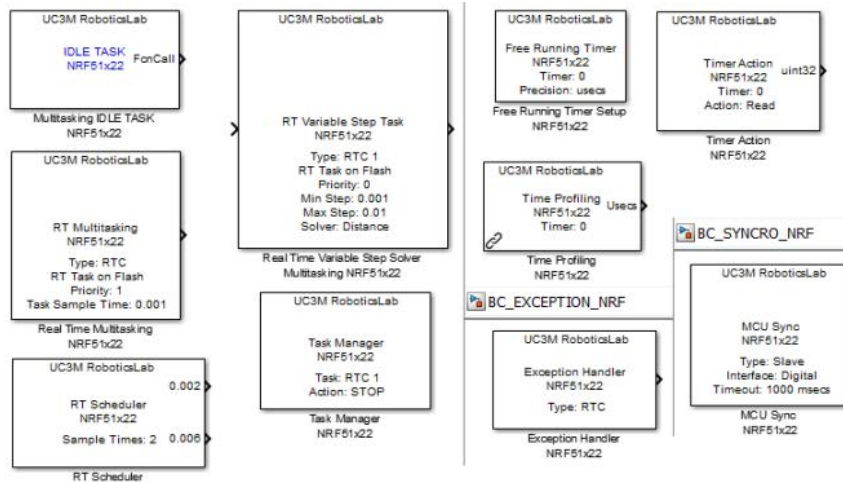 UC3M RoboticsLab
IDLE TASK
NRF51x22
FcnCall
Multitasking IDLE TASK
NRF51x22
UC3M RoboticsLab
RT Multitasking
NRF51x22
Type: RTC
RT Task on Flash
Priority: 1
Task Sample Time: 0.001
Real Time Multitasking
NRF51x22
UC3M RoboticsLab
0.002
RT Scheduler
NRF51x22
Sample Times: 2
0.006
RT Scheduler
UC3M RoboticsLab
RT Variable Step Task
NRF51x22
Type: RTC 1
RT Task on Flash
Priority: 0
Min Step: 0.001
Max Step: 0.01
Solver: Distance
Real Time Variable Step Solver
Multitasking NRF51x22
UC3M RoboticsLab
Task Manager
NRF51x22
Task: RTC 1
Action: STOP
Task Manager
NRF51x22
UC3M RoboticsLab
Free Running Timer
NRF51x22
Timer: 0
Precision: usecs
Free Running Timer Setup
NRF51x22
UC3M RoboticsLab
Timer Action
NRF51x22
Timer: 0
Action: Read
uint32
Timer Action
NRF51x22
UC3M RoboticsLab
Time Profiling
NRF51x22
Timer: 0
Usecs
Time Profiling
NRF51x22
BC_EXCEPTION_NRF
UC3M RoboticsLab
Exception Handler
NRF51x22
Type: RTC
Exception Handler
NRF51x22
BC_SYNCRO_NRF
UC3M RoboticsLab
MCU Sync
NRF51x22
Type: Slave
Interface: Digital
Timeout: 1000 msecs
MCU Sync
NRF51x22